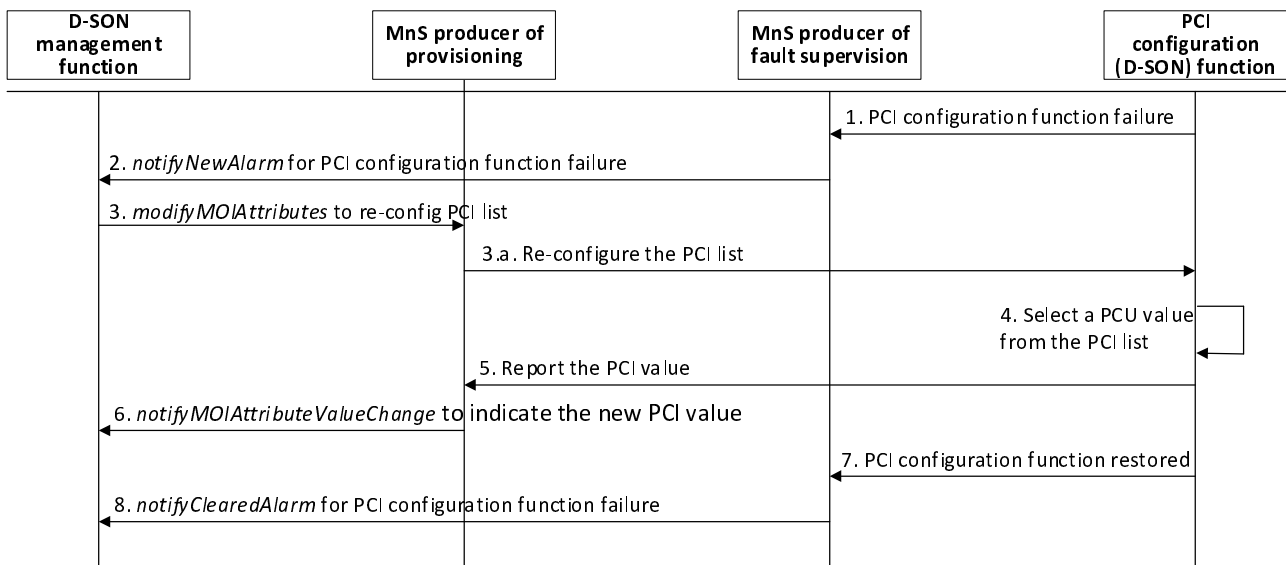 D-SON
management
function
MnS producer of
provisioning
MnS producer of
fault supervision
PCI
configuration
(D-SON) function
1. PCI configuration function failure
2. notifyNewAlarm for PCI configuration function failure
3. modifyMOIAttributes to re-config PCI list
3.a. Re-configure the PCI list
4. Select a PCU value
from the PCI list
5. Report the PCI value
6. notifyMOIAttributeValueChange to indicate the new PCI value
7. PCI configuration function restored
8. notifyClearedAlarm for PCI configuration function failure